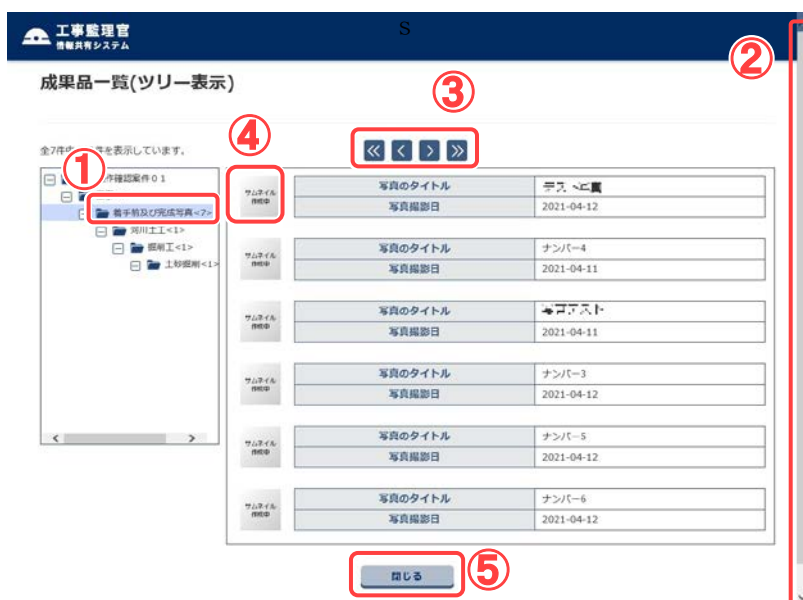 工事監理官
情報共有システム
S
②
成果品一覧(ツリー表示)
③
④
全7件
件を表示しています。
①
作確認案件01
着手前及び完成写真<7>
河川土工<1>
掘削工<1>
土砂掘削<1>
サムネイル
作成中
写真のタイトル
写真撮影日 2021-04-12
サムネイル
作成中
写真のタイトル ナンバー4
写真撮影日 2021-04-11
サムネイル
作成中
写真のタイトル
写真撮影日 2021-04-11
サムネイル
作成中
写真のタイトル ナンバー3
写真撮影日 2021-04-12
サムネイル
作成中
写真のタイトル ナンバー5
写真撮影日 2021-04-12
サムネイル
作成中
写真のタイトル ナンバー6
写真撮影日 2021-04-12
閉じる
⑤